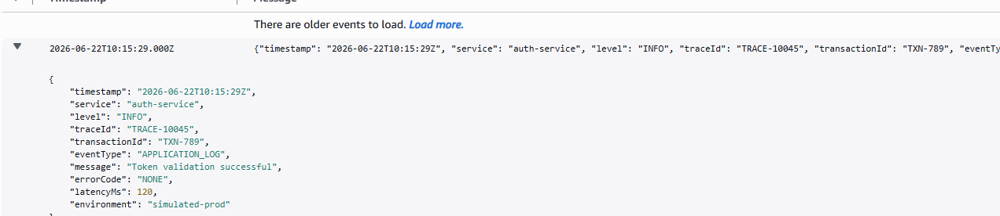 Timestamp Message
There are older events to load. Load more.
2026-06-22T10:15:29.000Z {"timestamp": "2026-06-22T10:15:29Z", "service": "auth-service", "level": "INFO", "traceId": "TRACE-10045", "transactionId": "TXN-789", "eventTy
{
"timestamp": "2026-06-22T10:15:29Z",
"service": "auth-service",
"level": "INFO",
"traceId": "TRACE-10045",
"transactionId": "TXN-789",
"eventType": "APPLICATION_LOG",
"message": "Token validation successful",
"errorCode": "NONE",
"latencyMs": 120,
"environment": "simulated-prod"
}